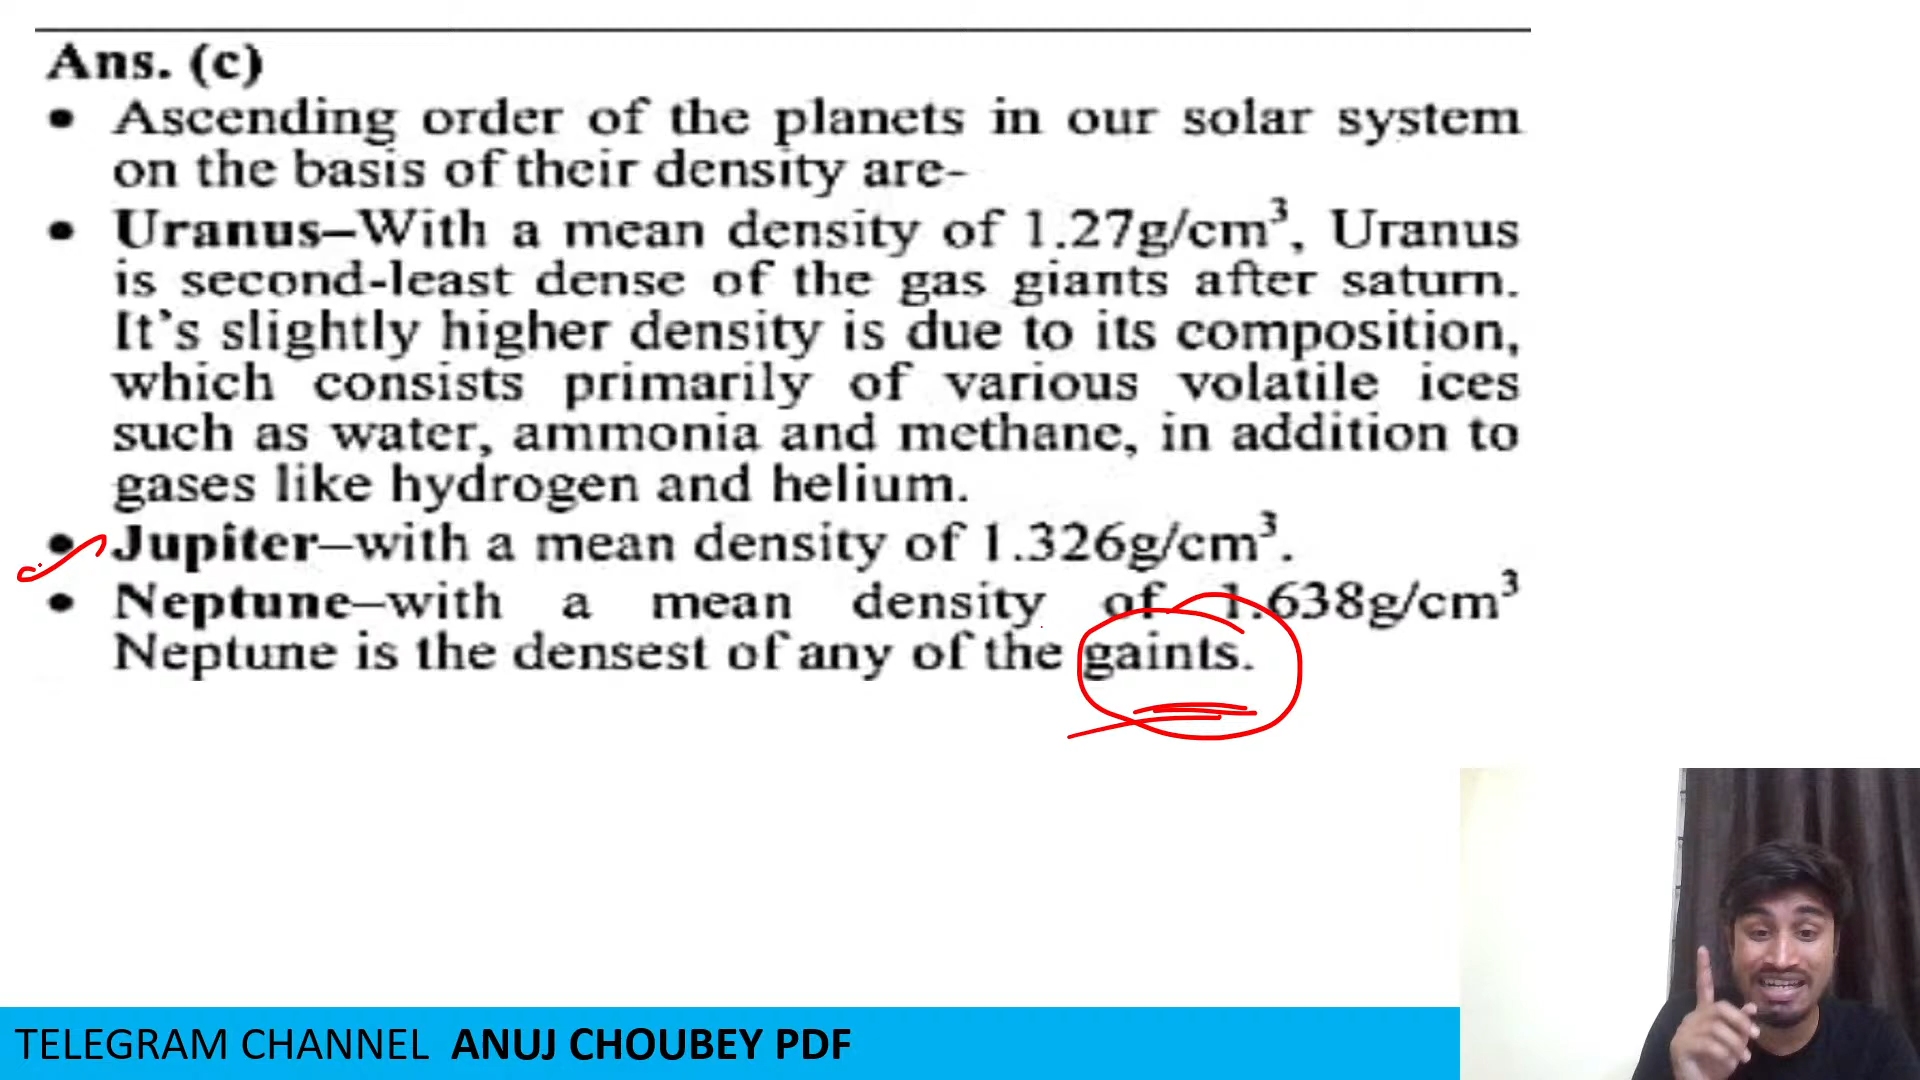 Ans. (c)
• Ascending order of the planets in our solar system
on the basis of their density are-
• Uranus–With a mean density of 1.27g/cm³, Uranus
is second-least dense of the gas giants after saturn.
It's slightly higher density is due to its composition,
which consists primarily of various volatile ices
such as water, ammonia and methane, in addition to
gases like hydrogen and helium.
• Jupiter–with a mean density of 1.326g/cm³.
• Neptune–with a mean density of 1.638g/cm³
Neptune is the densest of any of the gaints.
TELEGRAM CHANNEL ANUJ CHOUBEY PDF